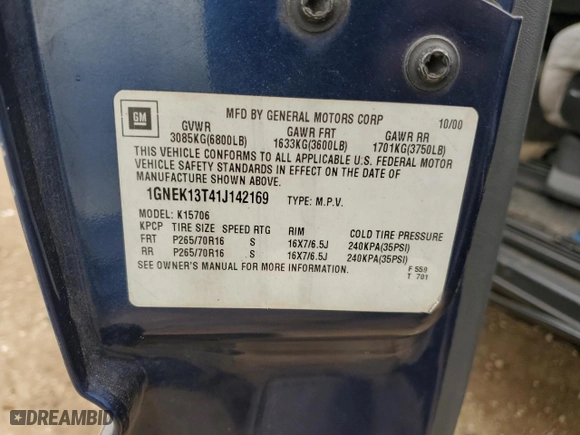 GM
MFD BY GENERAL MOTORS CORP 10/00
GVWR GAWR FRT GAWR RR
3085KG(6800LB) 1633KG(3600LB) 1701KG(3750LB)
THIS VEHICLE CONFORMS TO ALL APPLICABLE U.S. FEDERAL MOTOR
VEHICLE SAFETY STANDARDS IN EFFECT ON THE DATE OF
MANUFACTURE SHOWN ABOVE.
1GNEK13T41J142169 TYPE: M.P.V.
MODEL: K15706
KPCP TIRE SIZE SPEED RTG RIM COLD TIRE PRESSURE
FRT P265/70R16 S 16X7/6.5J 240KPA(35PSI)
RR P265/70R16 S 16X7/6.5J 240KPA(35PSI)
SEE OWNER'S MANUAL FOR MORE INFORMATION.
F 559
T 701
DREAMBID